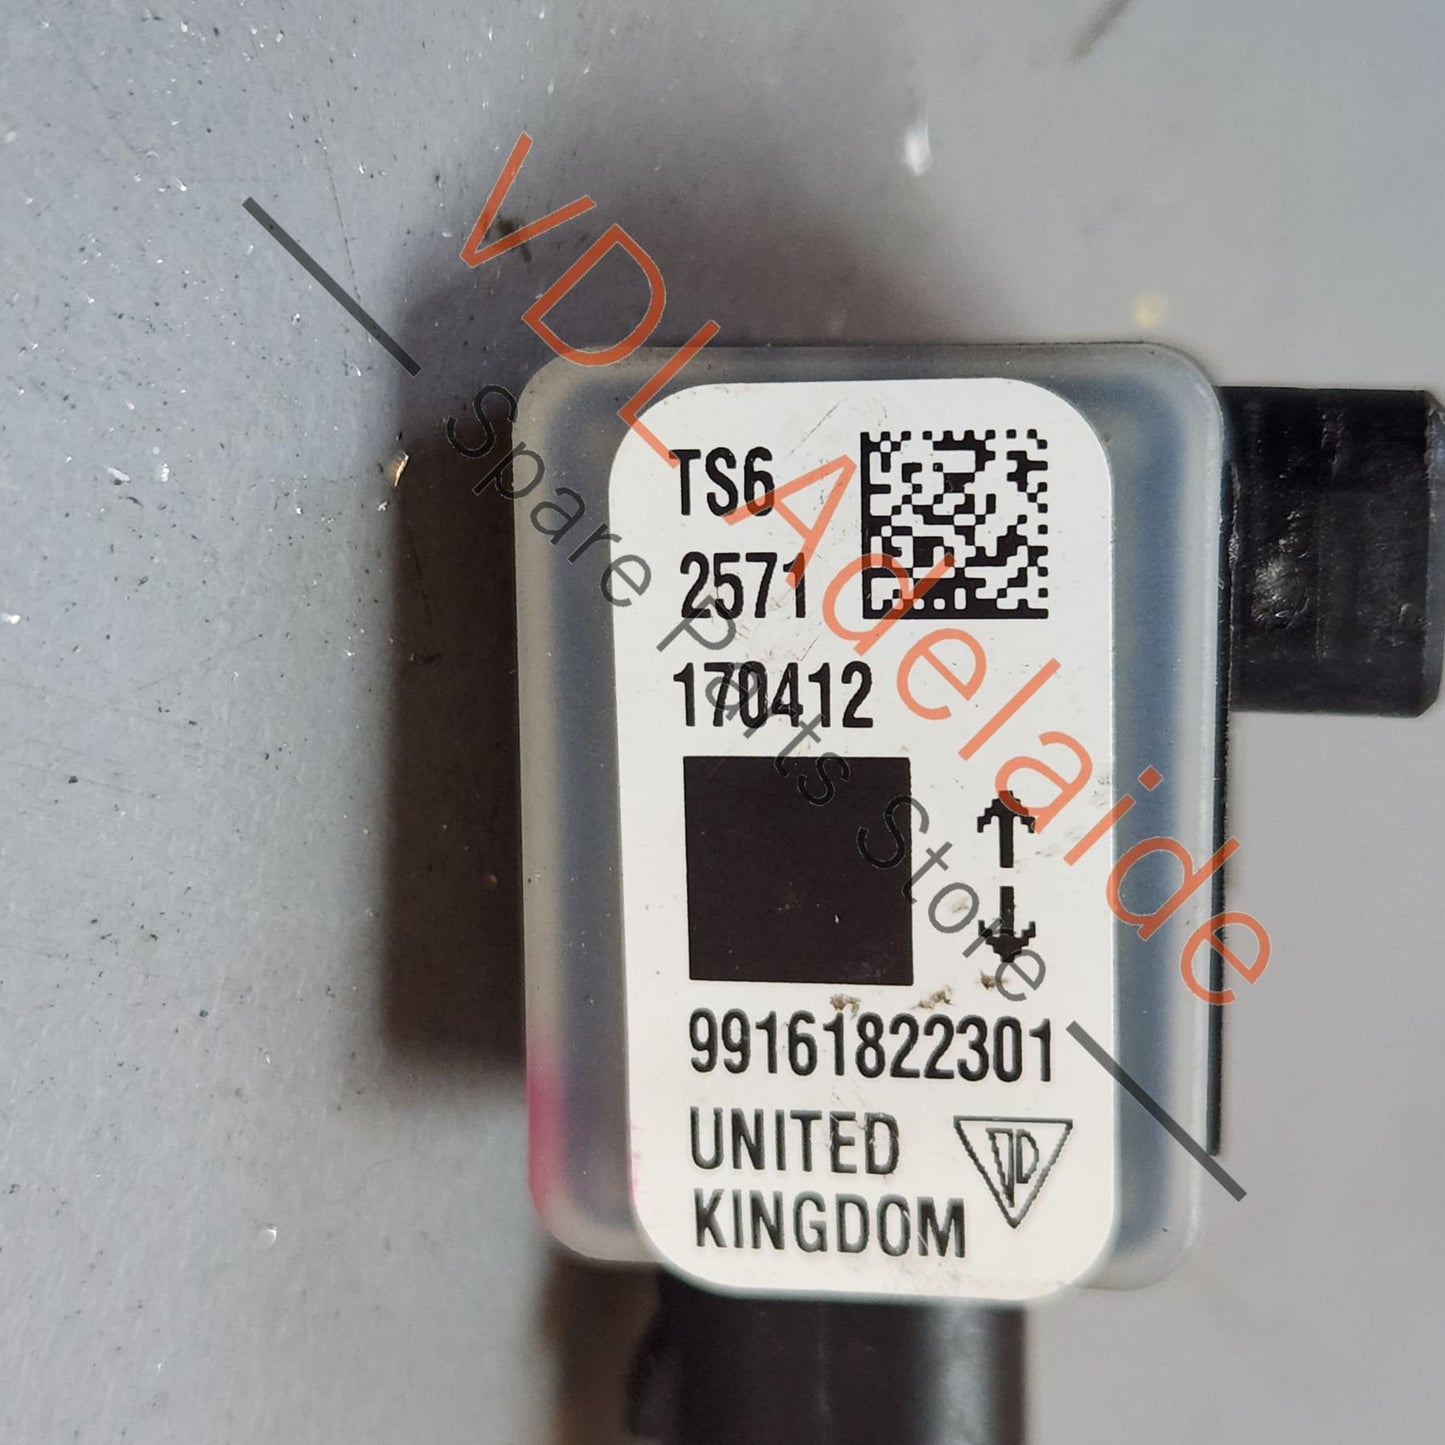 TS6
2571
170412
99161822301
UNITED
KINGDOM
VDL Adelaide
Spare Parts Store